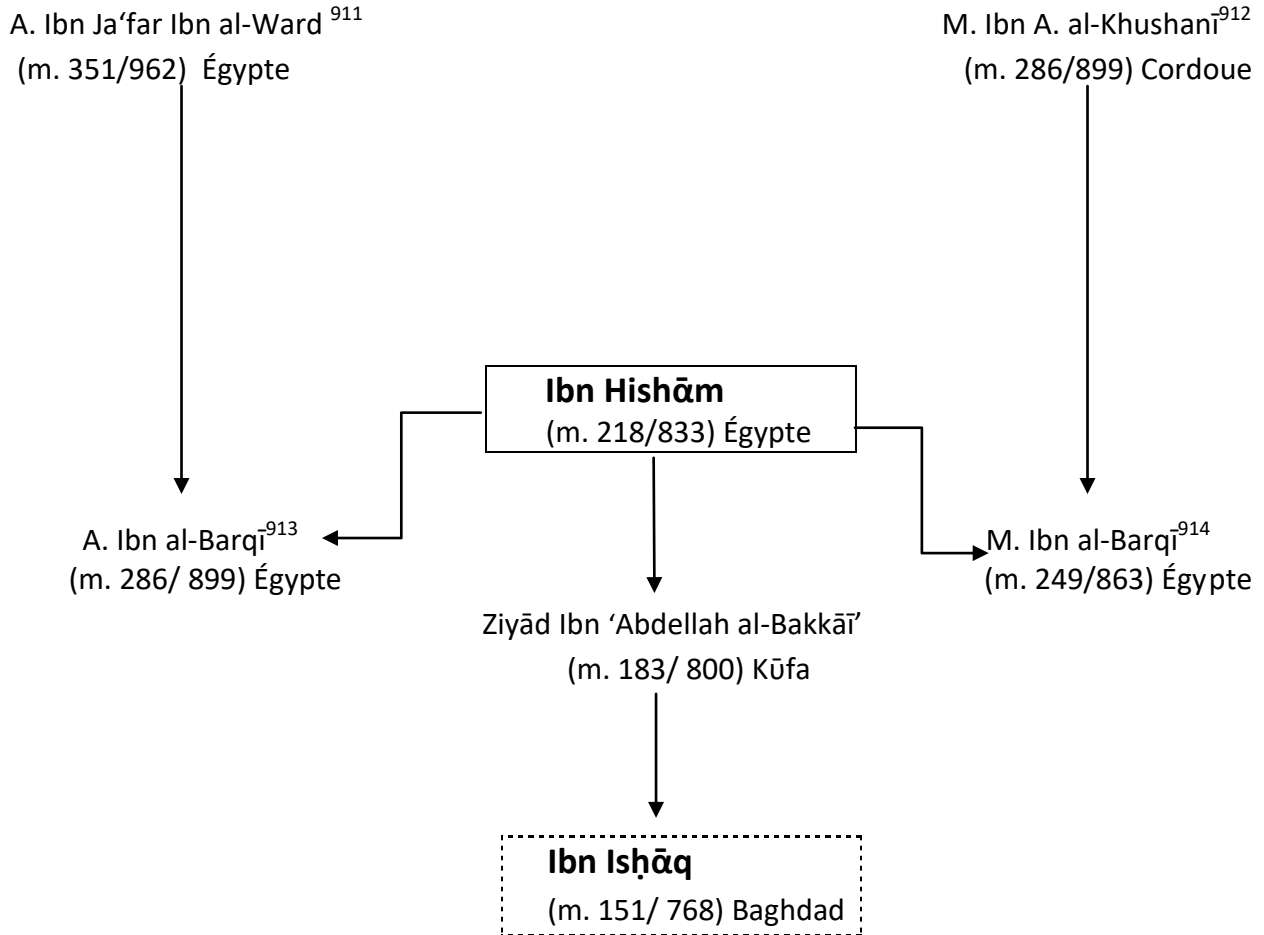 A. Ibn Ja‘far Ibn al-Ward 911
(m. 351/962) Égypte
M. Ibn A. al-Khushanī912
(m. 286/899) Cordoue
Ibn Hishām
(m. 218/833) Égypte
A. Ibn al-Barqī913
(m. 286/ 899) Égypte
M. Ibn al-Barqī914
(m. 249/863) Égypte
Ziyād Ibn ‘Abdellah al-Bakkāī’
(m. 183/ 800) Kūfa
Ibn Isḥāq
(m. 151/ 768) Baghdad